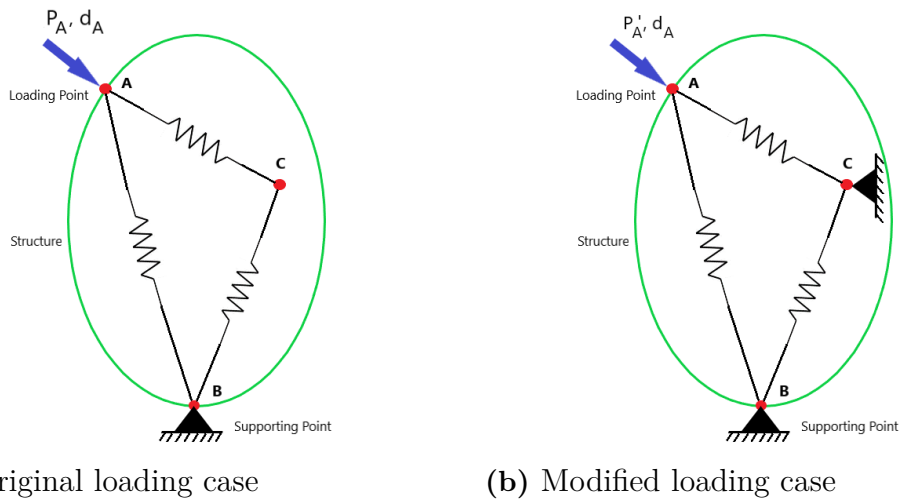 P_A, d_A
A
Loading Point
C
Structure
B
Supporting Point
riginal loading case
P_A', d_A
A
Loading Point
C
Structure
B
Supporting Point
(b) Modified loading case